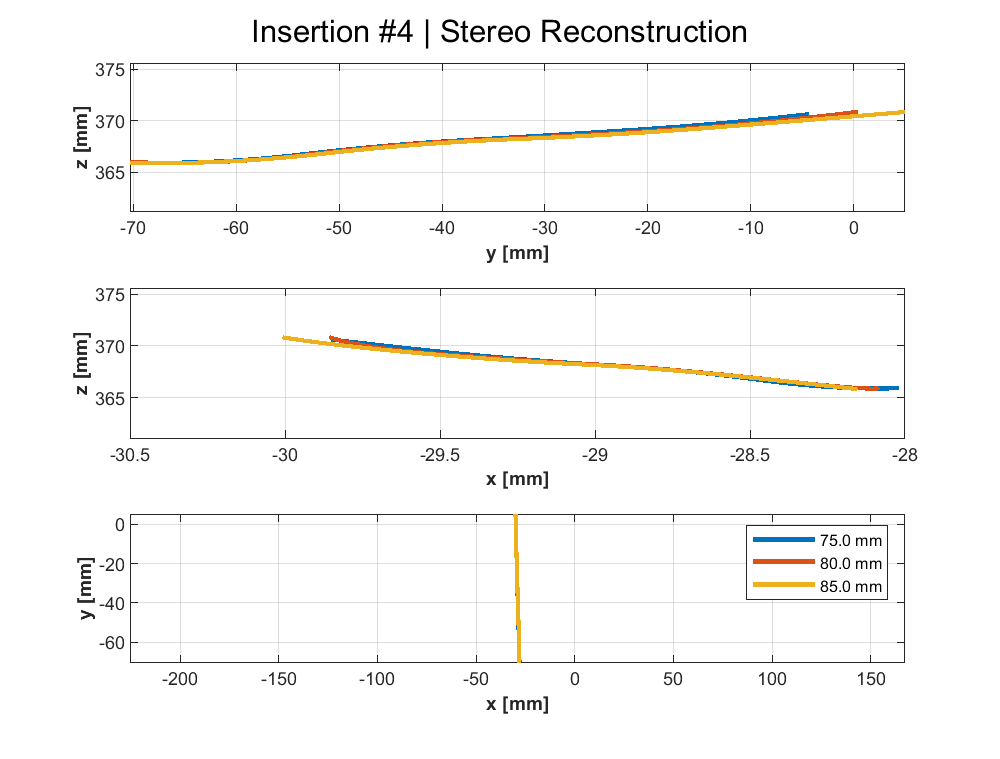 Insertion #4 | Stereo Reconstruction
375
370
365
z [mm]
-70 -60 -50 -40 -30 -20 -10 0
y [mm]
375
370
365
z [mm]
-30.5 -30 -29.5 -29 -28.5 -28
x [mm]
0
-20
-40
-60
y [mm]
75.0 mm
80.0 mm
85.0 mm
-200 -150 -100 -50 0 50 100 150
x [mm]